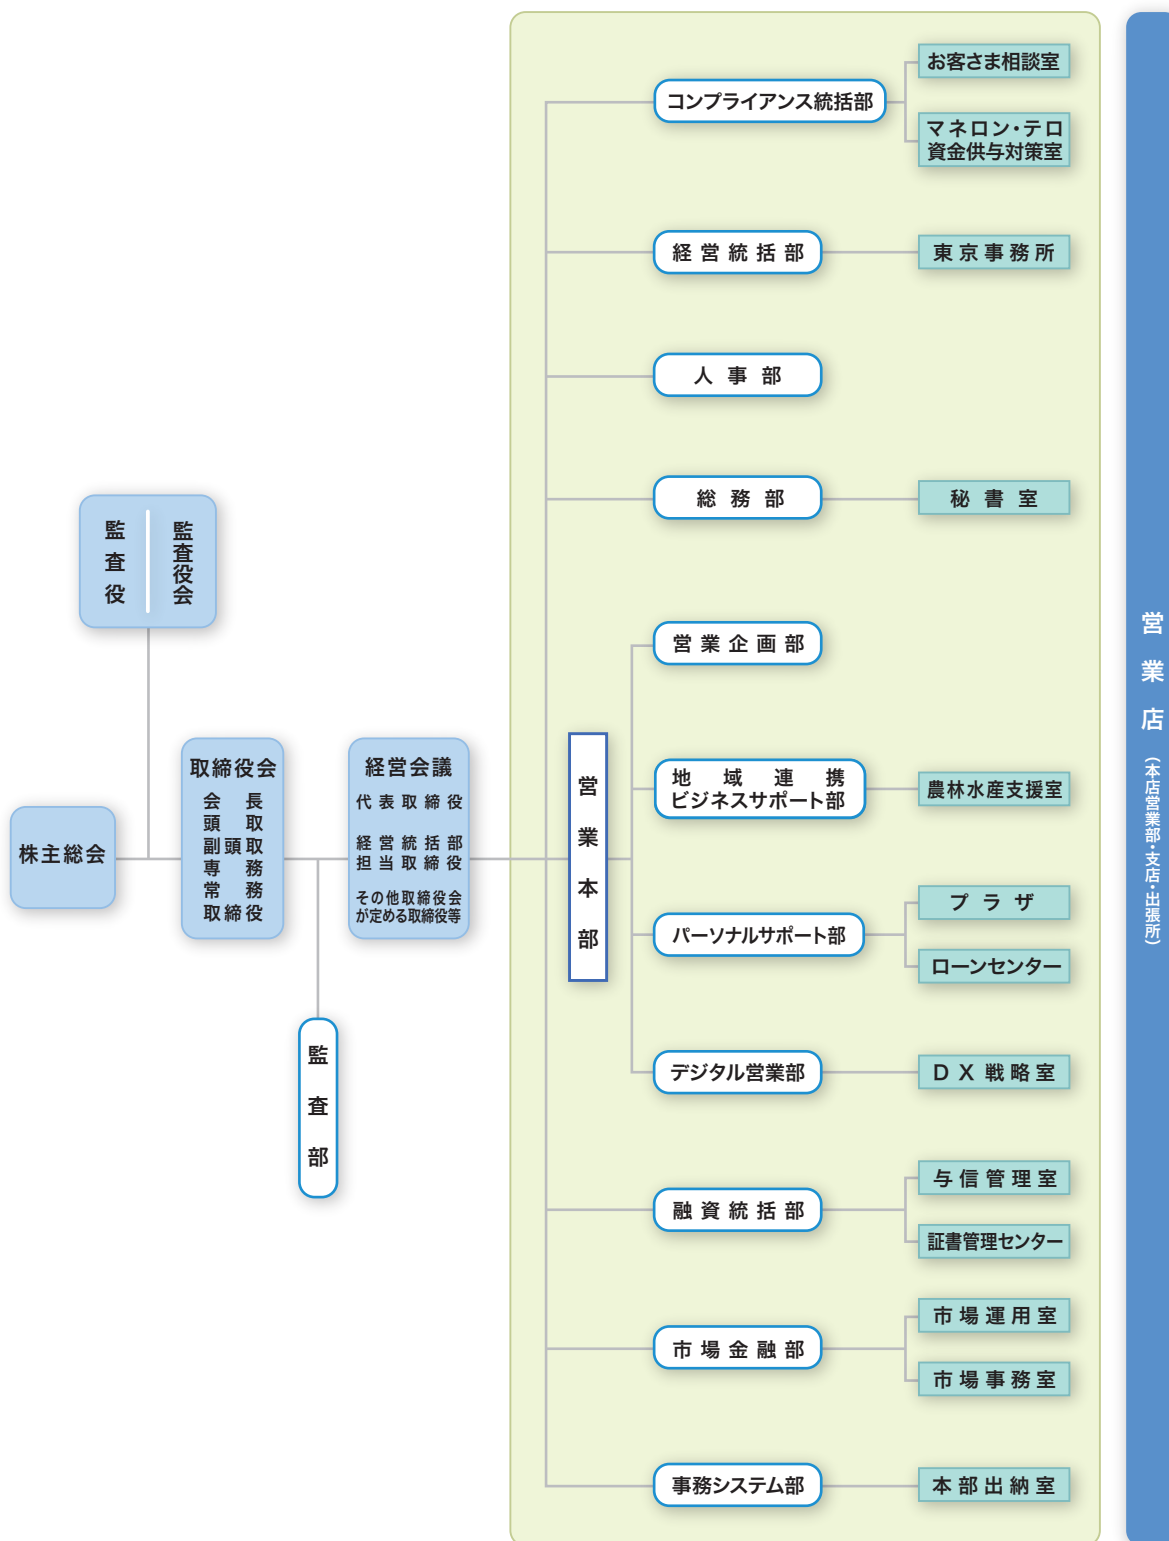 株主総会
監査役
監査役会
取締役会
会長
頭取
副頭取
専務
常務
取締役
監査部
経営会議
代表取締役
経営統括部
担当取締役
その他取締役会
が定める取締役等
コンプライアンス統括部
お客さま相談室
マネロン・テロ
資金供与対策室
経営統括部
東京事務所
人事部
総務部
秘書室
営業本部
営業企画部
地域連携
ビジネスサポート部
農林水産支援室
パーソナルサポート部
プラザ
ローンセンター
デジタル営業部
DX戦略室
融資統括部
与信管理室
証書管理センター
市場金融部
市場運用室
市場事務室
事務システム部
本部出納室
営業店(本店営業部・支店・出張所)